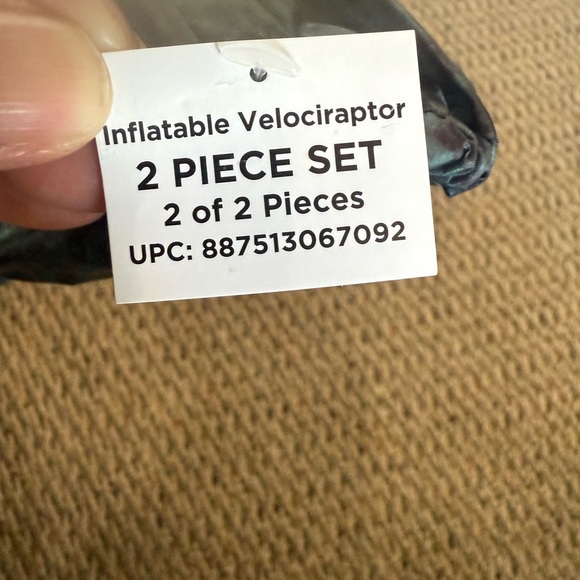 Inflatable Velociraptor
2 PIECE SET
2 of 2 Pieces
UPC: 887513067092